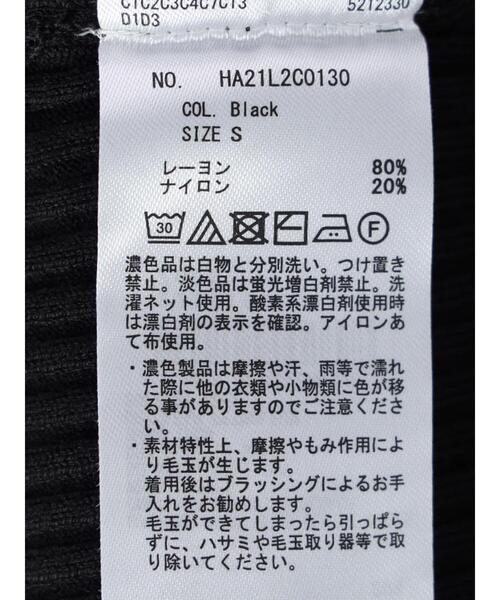 C1C2C3C4C7C13 5212330
D1D3
NO. HA21L2C0130
COL. Black
SIZE S
レーヨン 80%
ナイロン 20%
30 F
濃色品は白物と分別洗い。つけ置き
禁止。淡色品は蛍光増白剤禁止。洗
濯ネット使用。酸素系漂白剤使用時
は漂白剤の表示を確認。アイロンあ
て布使用。
・濃色製品は摩擦や汗、雨等で濡れ
た際に他の衣類や小物類に色が移
る事がありますのでご注意くださ
い。
・素材特性上、摩擦やもみ作用によ
り毛玉が生じます。
着用後はブラッシングによるお手
入れをお勧めします。
毛玉ができてしまったら引っぱら
ずに、ハサミや毛玉取り器等で取
り除いてください。